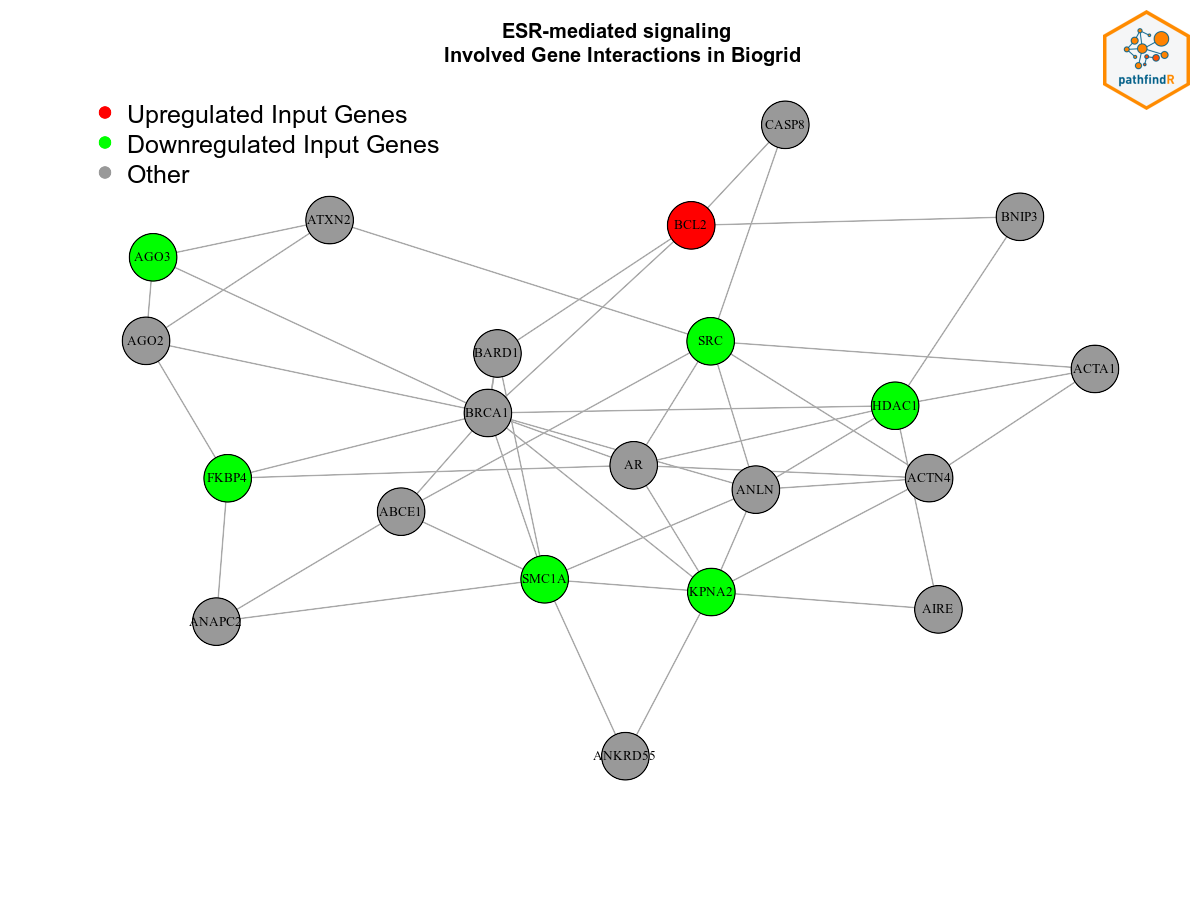 ESR-mediated signaling
Involved Gene Interactions in Biogrid
pathfindR
Upregulated Input Genes
Downregulated Input Genes
Other
CASP8
ATXN2
BCL2
BNIP3
AGO3
AGO2
SRC
BARD1
ACTA1
BRCA1
HDAC1
AR
FKBP4
ANLN
ACTN4
ABCE1
SMC1A
KPNA2
ANAPC2
AIRE
ANKRD55